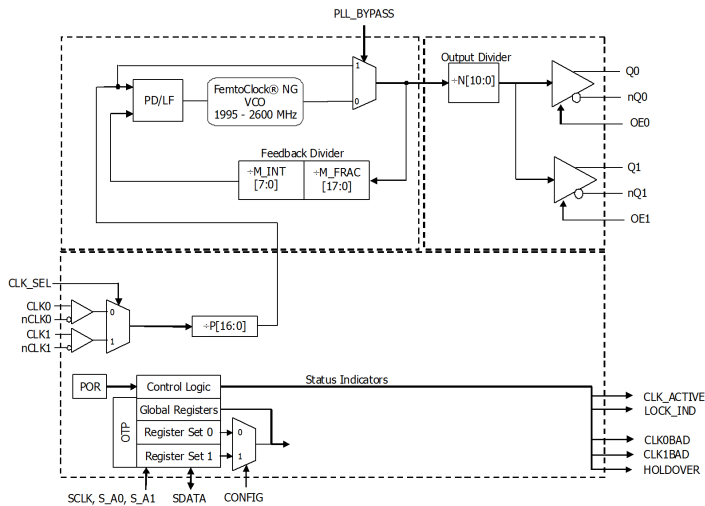 PLL_BYPASS
Output Divider
÷N[10:0]
Q0
nQ0
OE0
Q1
nQ1
OE1
1
0
PD/LF
FemtoClock® NG
VCO
1995 - 2600 MHz
Feedback Divider
÷M_INT
[7:0]
÷M_FRAC
[17:0]
CLK_SEL
CLK0
nCLK0
CLK1
nCLK1
0
1
÷P[16:0]
POR
Control Logic
Status Indicators
OTP
Global Registers
Register Set 0
Register Set 1
0
1
CLK_ACTIVE
LOCK_IND
CLK0BAD
CLK1BAD
HOLDOVER
SCLK, S_A0, S_A1
SDATA
CONFIG